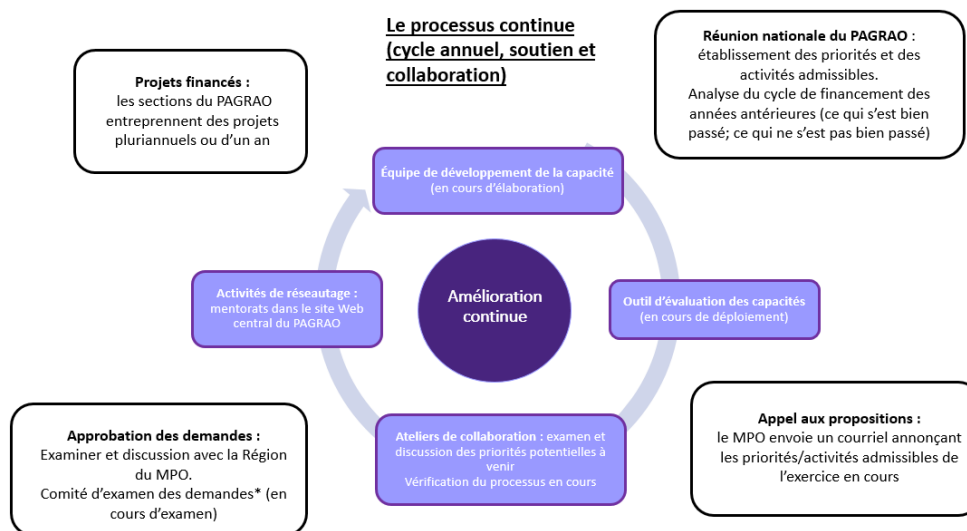 Le processus continue
(cycle annuel, soutien et
collaboration)
Réunion nationale du PAGRAO :
établissement des priorités et des
activités admissibles.
Analyse du cycle de financement des
années antérieures (ce qui s’est bien
passé; ce qui ne s’est pas bien passé)
Projets financés :
les sections du PAGRAO
entreprennent des projets
pluriannuels ou d’un an
Équipe de développement de la capacité
(en cours d’élaboration)
Activités de réseautage :
mentorats dans le site Web
central du PAGRAO
Amélioration
continue
Outil d’évaluation des capacités
(en cours de déploiement)
Approbation des demandes :
Examiner et discussion avec la Région
du MPO.
Comité d’examen des demandes* (en
cours d’examen)
Ateliers de collaboration : examen et
discussion des priorités potentielles à
venir
Vérification du processus en cours
Appel aux propositions :
le MPO envoie un courriel annonçant
les priorités/activités admissibles de
l’exercice en cours